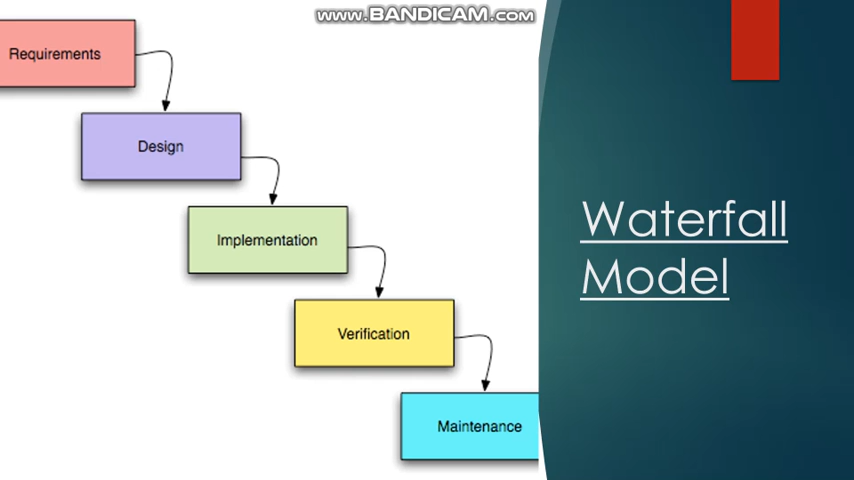 www.BANDICAM.com
Requirements
Design
Implementation
Verification
Maintenance
Waterfall
Model